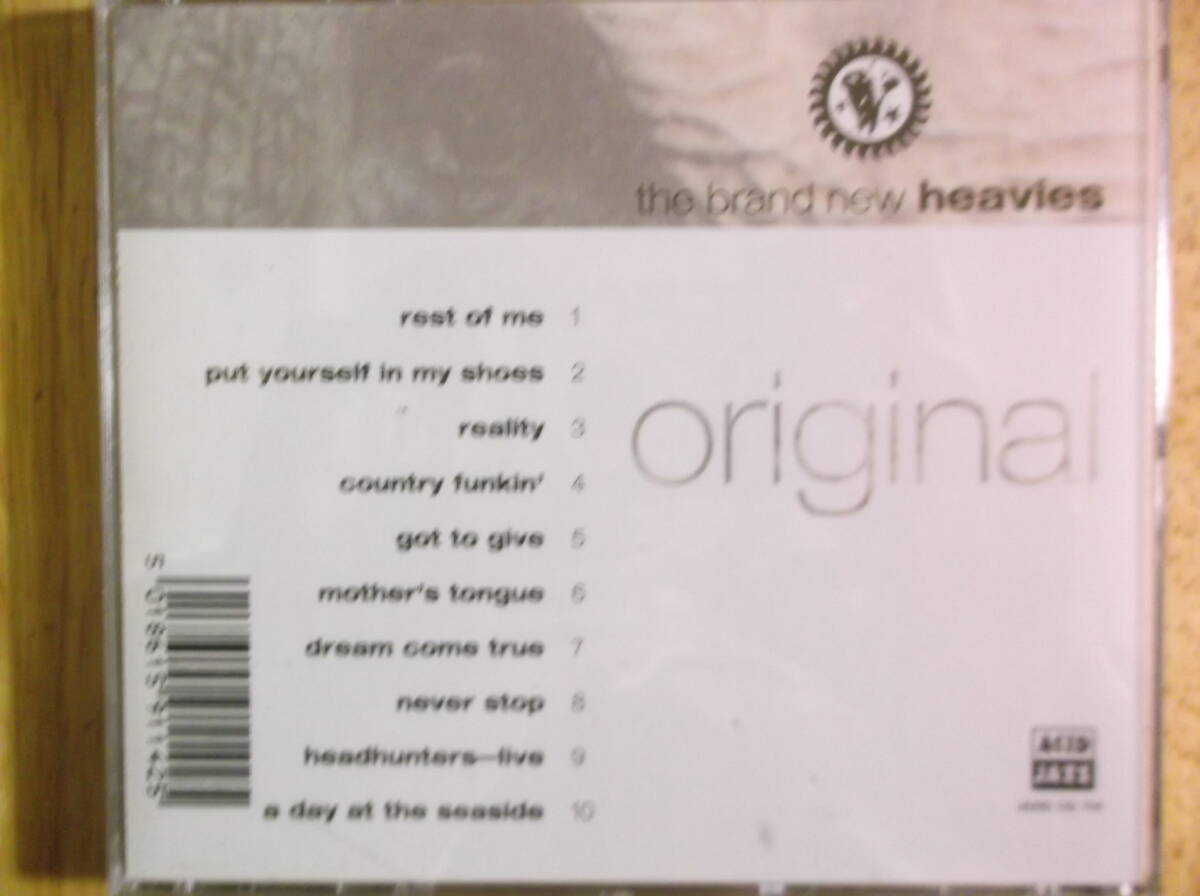 the brand new heavies
original
rest of me 1
put yourself in my shoes 2
reality 3
country funkin' 4
got to give 5
mother's tongue 6
dream come true 7
never stop 8
headhunters–live 9
a day at the seaside 10
ACID
JAZZ